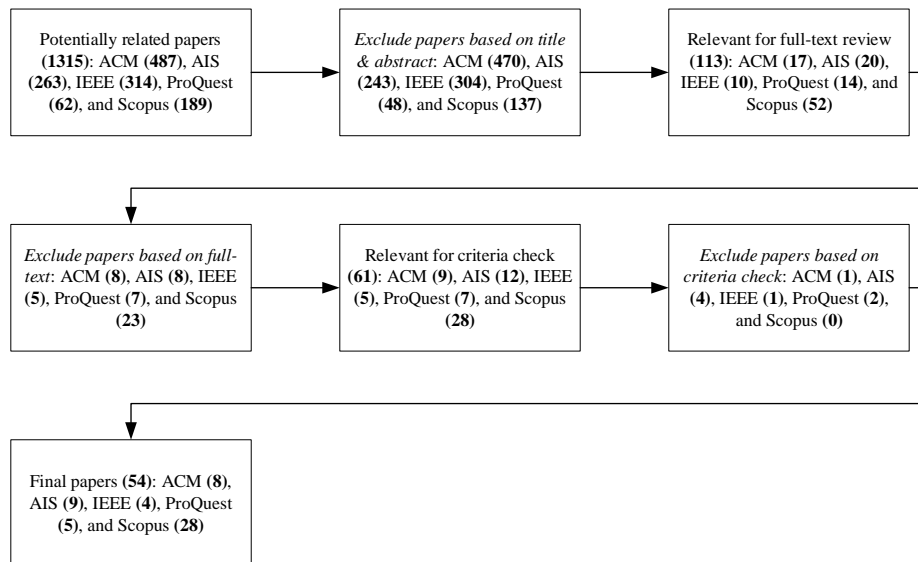 Potentially related papers
(1315): ACM (487), AIS
(263), IEEE (314), ProQuest
(62), and Scopus (189)
Exclude papers based on title
& abstract: ACM (470), AIS
(243), IEEE (304), ProQuest
(48), and Scopus (137)
Relevant for full-text review
(113): ACM (17), AIS (20),
IEEE (10), ProQuest (14), and
Scopus (52)
Exclude papers based on full-
text: ACM (8), AIS (8), IEEE
(5), ProQuest (7), and Scopus
(23)
Relevant for criteria check
(61): ACM (9), AIS (12), IEEE
(5), ProQuest (7), and Scopus
(28)
Exclude papers based on
criteria check: ACM (1), AIS
(4), IEEE (1), ProQuest (2),
and Scopus (0)
Final papers (54): ACM (8),
AIS (9), IEEE (4), ProQuest
(5), and Scopus (28)